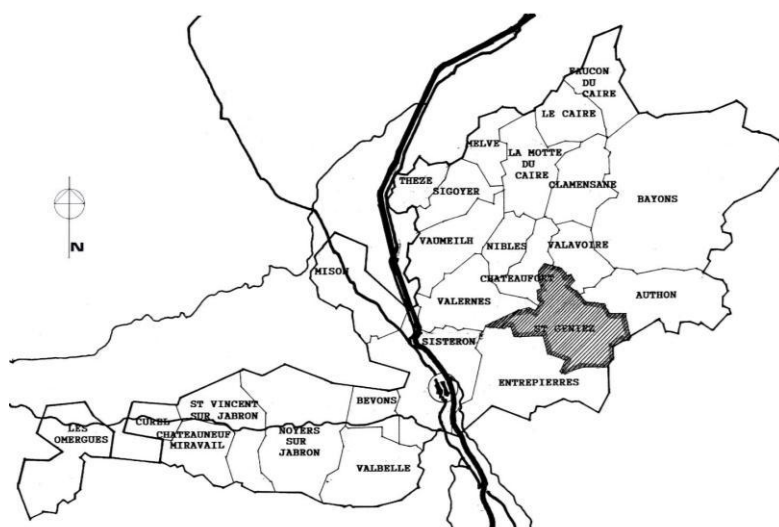 FAUCON
DU
CAIRE
LE CAIRE
MELVE
LA MOTTE
DU
CAIRE
THEZE
SIGOYER
CLAMENSANE
BAYONS
VAUMEILH
NIBLES
VALAVOIRE
MISON
CHATEAUFORT
VALERNES
AUTHON
N
ST GENIEZ
SISTERON
ENTREPIERRES
ST VINCENT
SUR JABRON
BEVONS
LES
OMERGUES
CUREL
CHATEAUNEUF
MIRAVAIL
NOYERS
SUR
JABRON
VALBELLE